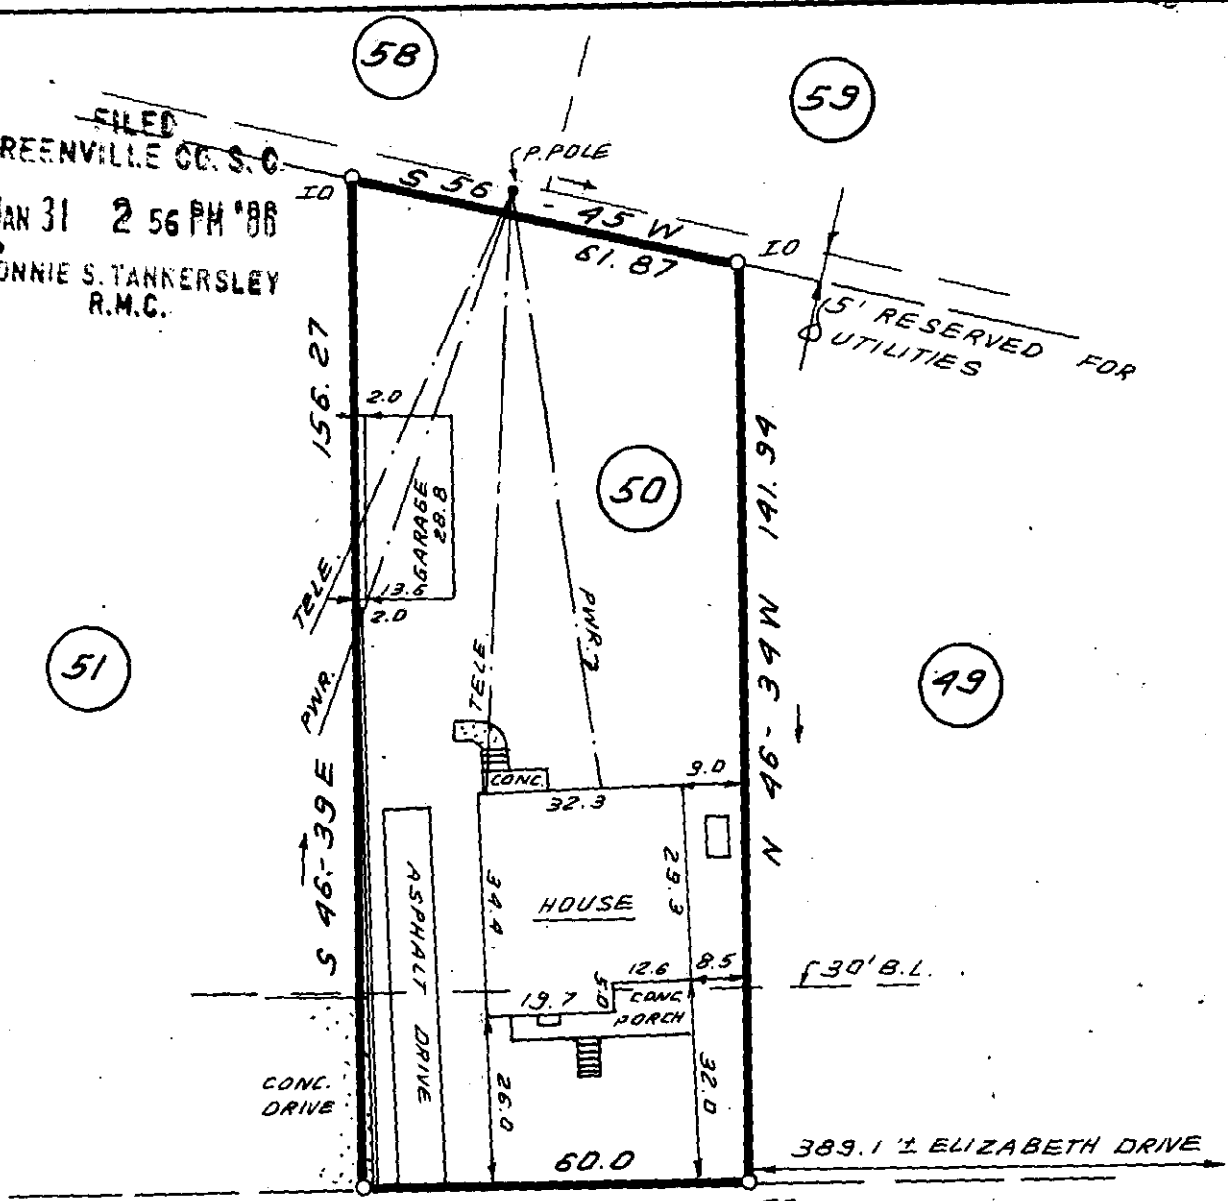 58
59
FILED
REENVILLE CO. S. C.
JAN 31 2 56 PM '86
ONNIE S. TANKERSLEY
R.M.C.
P.POLE
IO
S 56 - 45 W
61.87
IO
5' RESERVED FOR
UTILITIES
156.27
S 46-39 E
2.0
GARAGE
28.8
13.6
2.0
TELE.
PWR.
50
141.94
N 46-34 W
51
49
TELE.
PWR.
CONC.
32.3
9.0
34.4
HOUSE
29.3
ASPHALT DRIVE
12.6
8.5
30' B.L.
19.7
5.0
CONC
PORCH
CONC.
DRIVE
26.0
32.0
60.0
389.1 ± ELIZABETH DRIVE